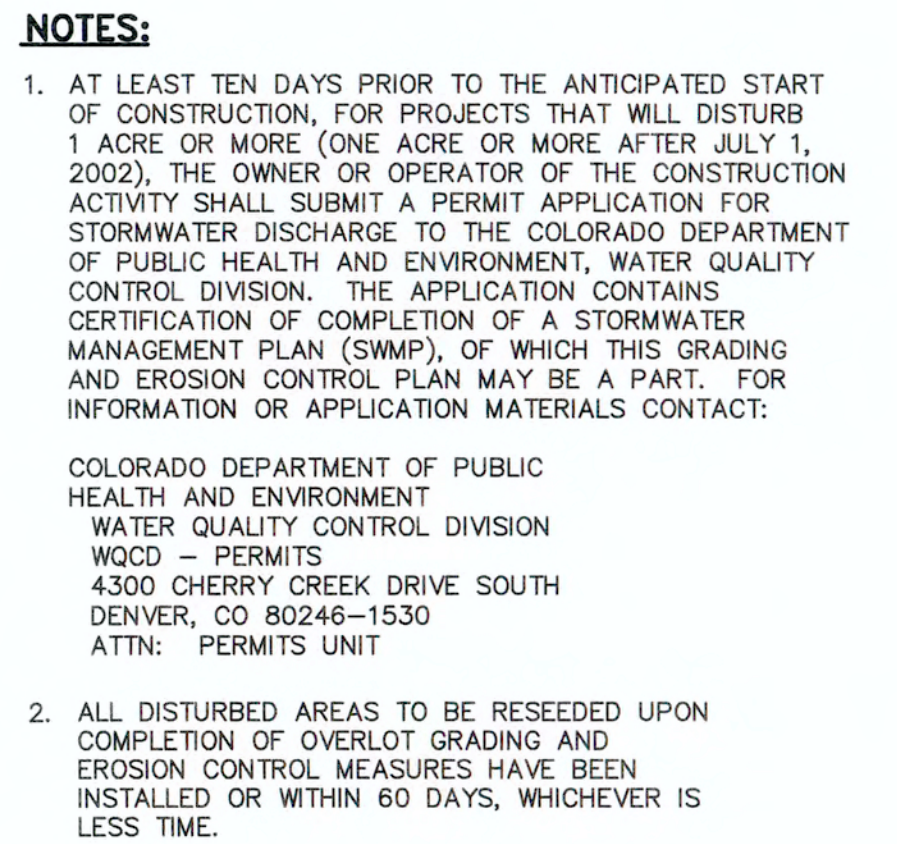 NOTES:
1. AT LEAST TEN DAYS PRIOR TO THE ANTICIPATED START
OF CONSTRUCTION, FOR PROJECTS THAT WILL DISTURB
1 ACRE OR MORE (ONE ACRE OR MORE AFTER JULY 1,
2002), THE OWNER OR OPERATOR OF THE CONSTRUCTION
ACTIVITY SHALL SUBMIT A PERMIT APPLICATION FOR
STORMWATER DISCHARGE TO THE COLORADO DEPARTMENT
OF PUBLIC HEALTH AND ENVIRONMENT, WATER QUALITY
CONTROL DIVISION. THE APPLICATION CONTAINS
CERTIFICATION OF COMPLETION OF A STORMWATER
MANAGEMENT PLAN (SWMP), OF WHICH THIS GRADING
AND EROSION CONTROL PLAN MAY BE A PART. FOR
INFORMATION OR APPLICATION MATERIALS CONTACT:
COLORADO DEPARTMENT OF PUBLIC
HEALTH AND ENVIRONMENT
WATER QUALITY CONTROL DIVISION
WQCD – PERMITS
4300 CHERRY CREEK DRIVE SOUTH
DENVER, CO 80246–1530
ATTN: PERMITS UNIT
2. ALL DISTURBED AREAS TO BE RESEEDED UPON
COMPLETION OF OVERLOT GRADING AND
EROSION CONTROL MEASURES HAVE BEEN
INSTALLED OR WITHIN 60 DAYS, WHICHEVER IS
LESS TIME.